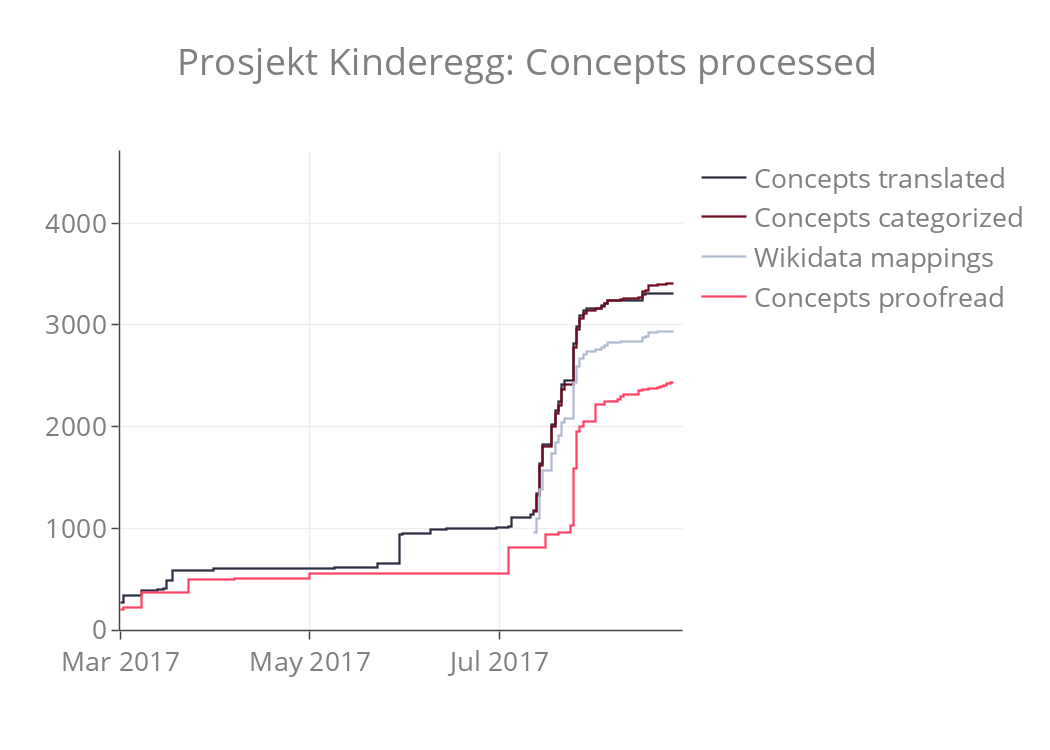 Prosjekt Kinderegg: Concepts processed
Concepts translated
Concepts categorized
Wikidata mappings
Concepts proofread
4000
3000
2000
1000
0
Mar 2017
May 2017
Jul 2017